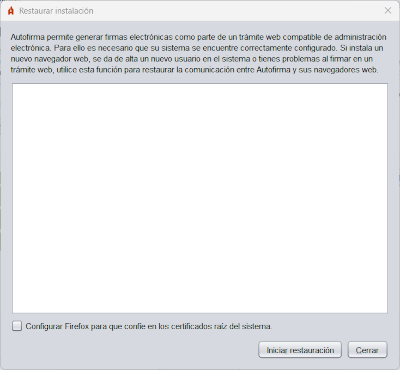 Restaurar instalación
Autofirma permite generar firmas electrónicas como parte de un trámite web compatible de administración
electrónica. Para ello es necesario que su sistema se encuentre correctamente configurado. Si instala un
nuevo navegador web, se da de alta un nuevo usuario en el sistema o tienes problemas al firmar en un
trámite web, utilice esta función para restaurar la comunicación entre Autofirma y sus navegadores web.
Configurar Firefox para que confíe en los certificados raíz del sistema.
Iniciar restauración
Cerrar